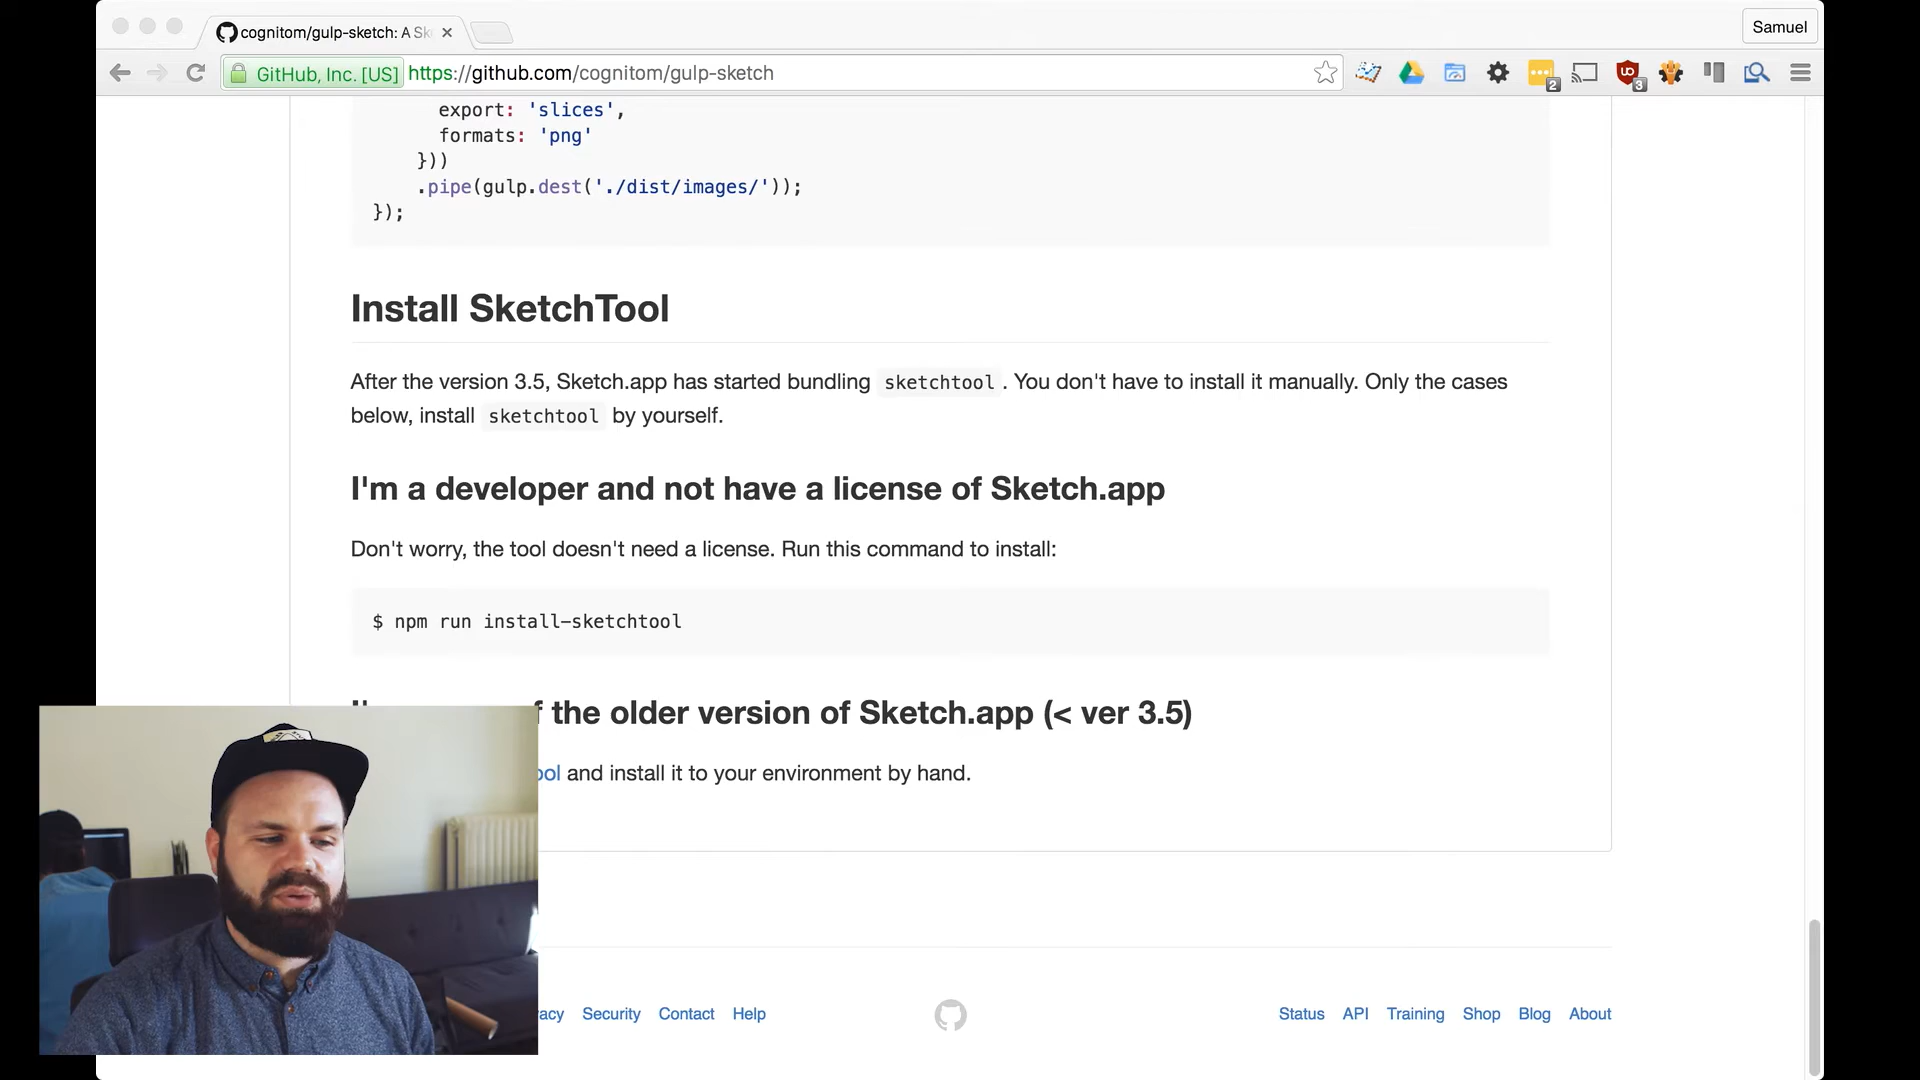 cognitom/gulp-sketch: A Sk
Samuel
GitHub, Inc. [US] https://github.com/cognitom/gulp-sketch
2
3
export: 'slices',
formats: 'png'
}))
.pipe(gulp.dest('./dist/images/'));
});
Install SketchTool
After the version 3.5, Sketch.app has started bundling sketchtool . You don't have to install it manually. Only the cases
below, install sketchtool by yourself.
I'm a developer and not have a license of Sketch.app
Don't worry, the tool doesn't need a license. Run this command to install:
$ npm run install-sketchtool
the older version of Sketch.app (< ver 3.5)
ool and install it to your environment by hand.
acy Security Contact Help
Status API Training Shop Blog About